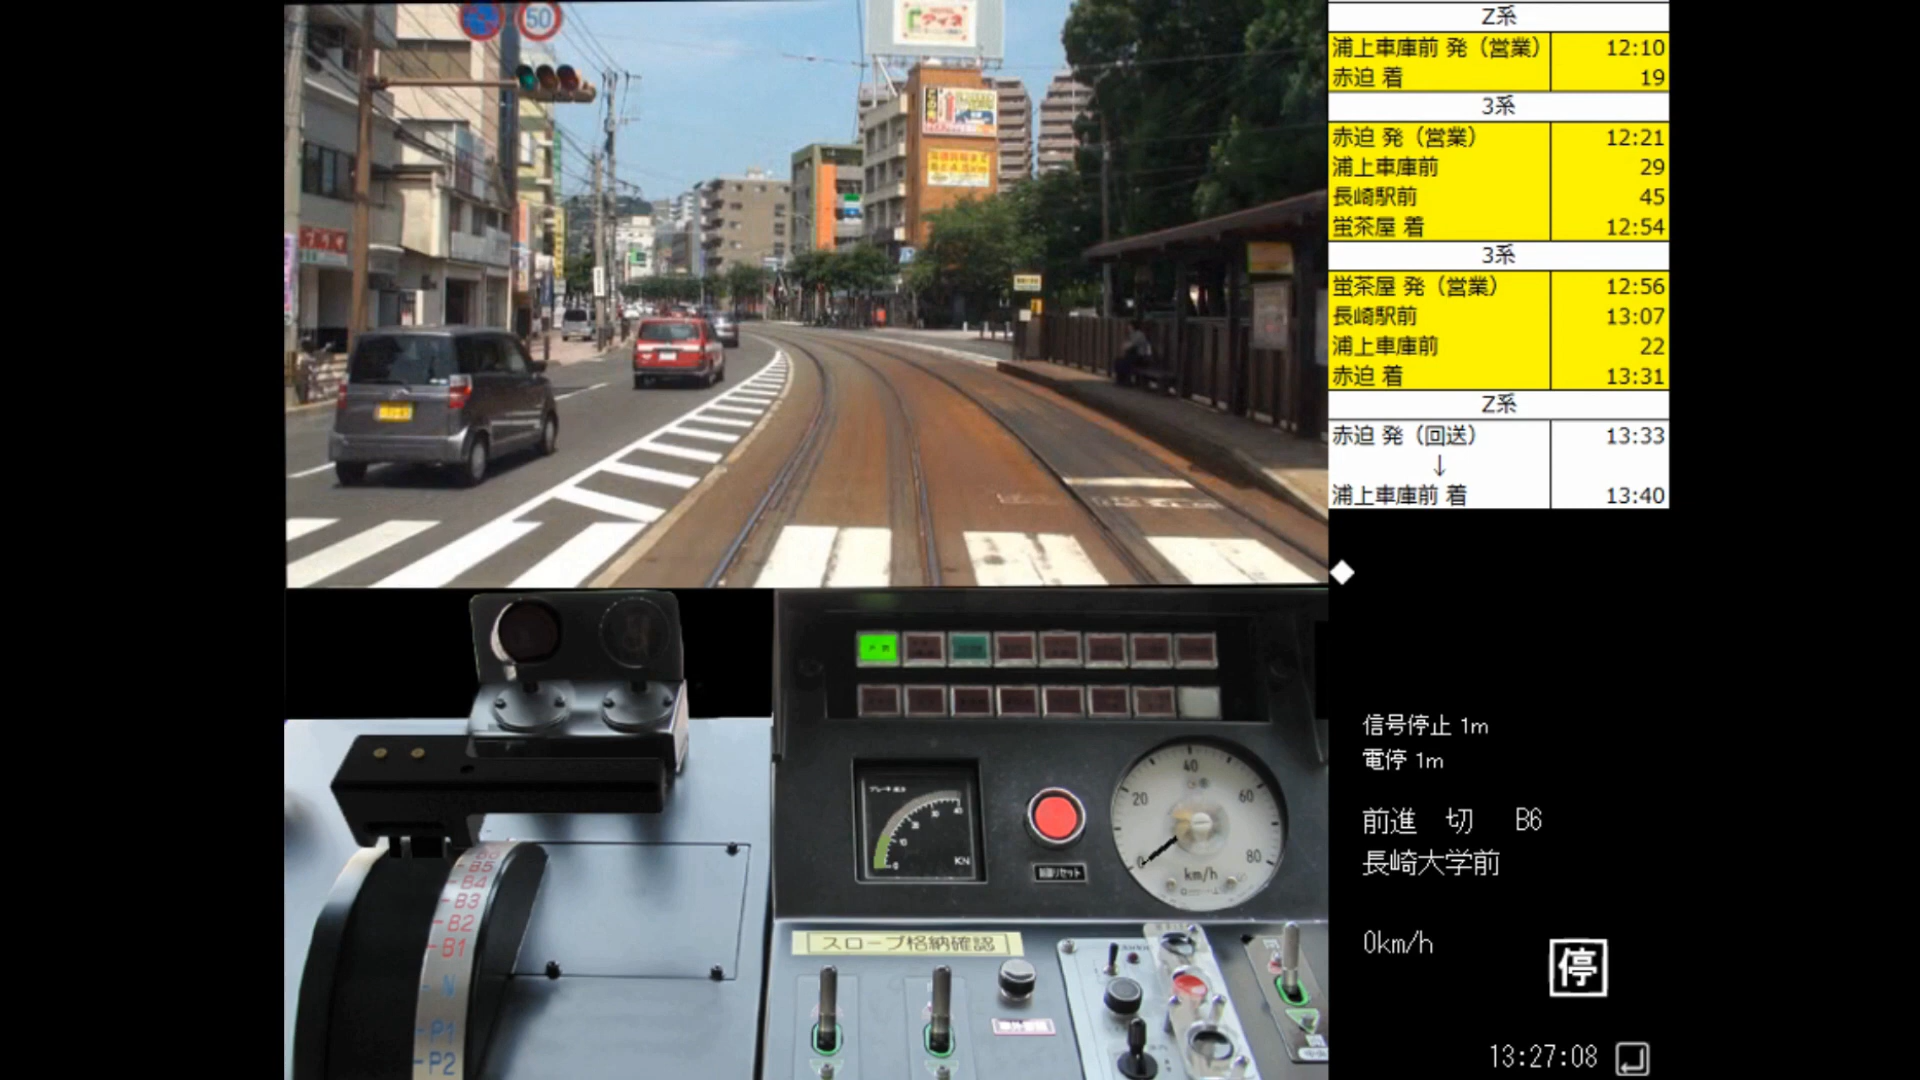 Z系
浦上車庫前 発（営業） 12:10
赤迫 着 19
3系
赤迫 発（営業） 12:21
浦上車庫前 29
長崎駅前 45
蛍茶屋 着 12:54
3系
蛍茶屋 発（営業） 12:56
長崎駅前 13:07
浦上車庫前 22
赤迫 着 13:31
Z系
赤迫 発（回送） 13:33
↓
浦上車庫前 着 13:40
50
信号停止 1m
電停 1m
前進 切 B6
長崎大学前
0km/h
停
13:27:08
20 40 60
0 80
km/h
KN
B5
B4
B3
B2
B1
N
P1
P2
スロープ格納確認